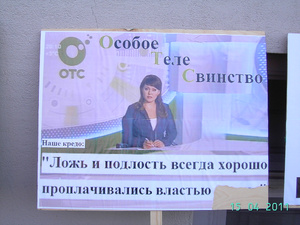 ОТС
Особое
Теле
Свинство
Наше кредо:
"Ложь и подлость всегда хорошо
проплачивались властью
15 04 2011